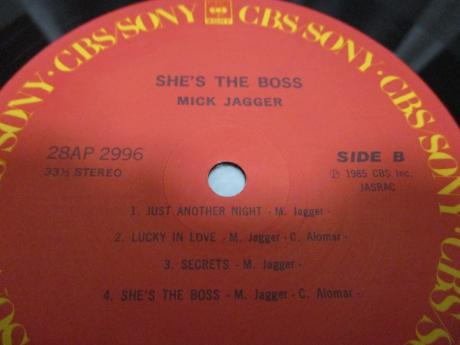 CBS/SONY · CBS/SONY · CBS/SONY · CBS/SONY
SHE'S THE BOSS
MICK JAGGER
28AP 2996
33⅓ STEREO
SIDE B
Ⓟ 1985 CBS Inc.
JASRAC
1. JUST ANOTHER NIGHT - M. Jagger -
2. LUCKY IN LOVE - M. Jagger - C. Alomar -
3. SECRETS - M. Jagger -
4. SHE'S THE BOSS - M. Jagger - C. Alomar -